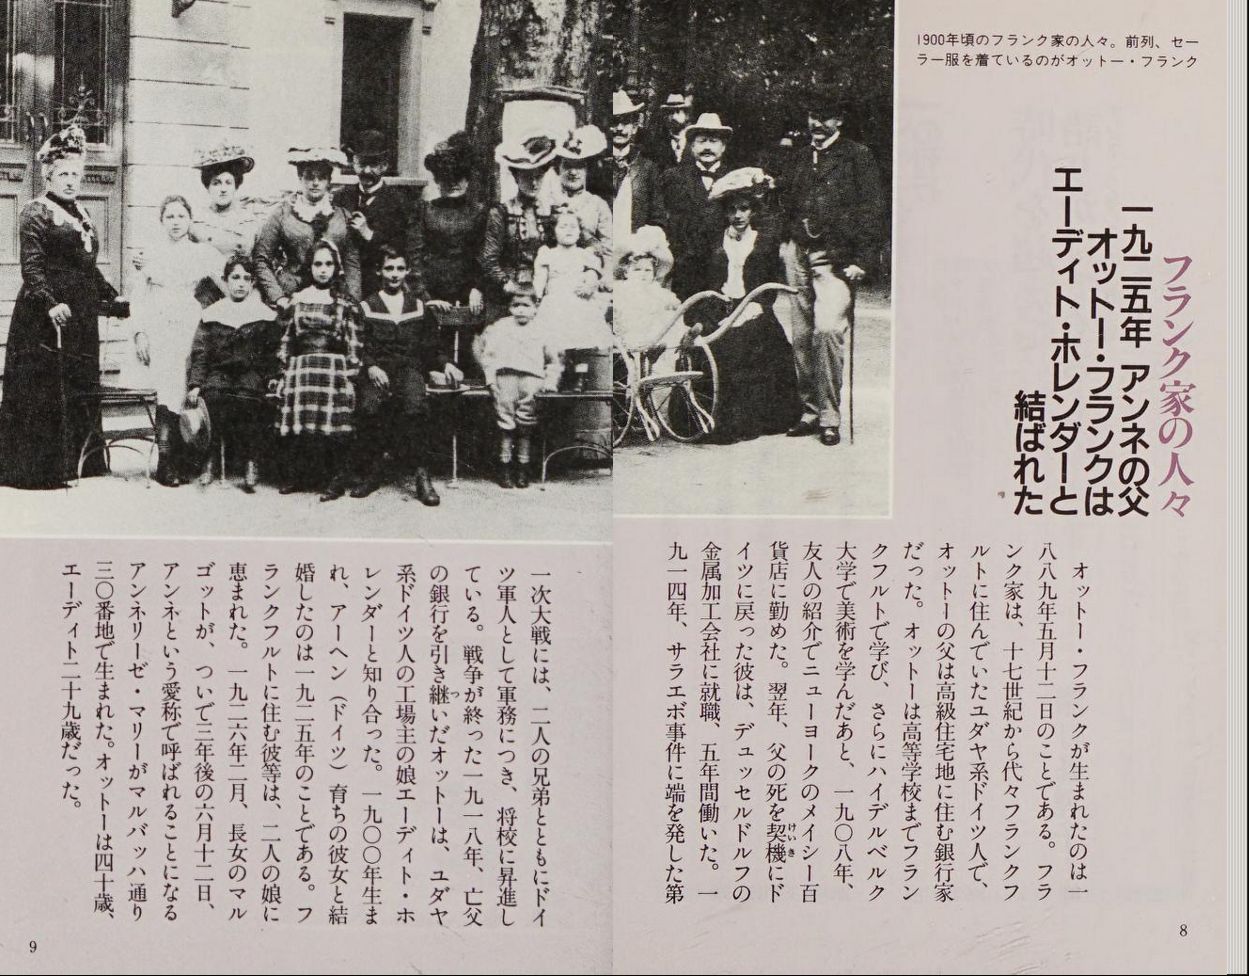 1900年頃のフランク家の人々。前列、セー
ラー服を着ているのがオットー・フランク
フランク家の人々
一九二五年 アンネの父
オットー・フランクは
エーディト・ホレンダーと
結ばれた
オットー・フランクが生まれたのは一
八八九年五月十二日のことである。フラ
ンク家は、十七世紀から代々フランクフ
ルトに住んでいたユダヤ系ドイツ人で、
オットーの父は高級住宅地に住む銀行家
だった。オットーは高等学校までフラン
クフルトで学び、さらにハイデルベルク
大学で美術を学んだあと、一九〇八年、
友人の紹介でニューヨークのメイシー百
貨店に勤めた。翌年、父の死を契機にド
けいき
イツに戻った彼は、デュッセルドルフの
金属加工会社に就職、五年間働いた。一
九一四年、サラエボ事件に端を発した第
8
一次大戦には、二人の兄弟とともにドイ
ツ軍人として軍務につき、将校に昇進し
ている。戦争が終った一九一八年、亡父
の銀行を引き継いだオットーは、ユダヤ
つ
系ドイツ人の工場主の娘エーディト・ホ
レンダーと知り合った。一九〇〇年生ま
れ、アーヘン（ドイツ）育ちの彼女と結
婚したのは一九二五年のことである。フ
ランクフルトに住む彼等は、二人の娘に
恵まれた。一九二六年二月、長女のマル
ゴットが、ついで三年後の六月十二日、
アンネという愛称で呼ばれることになる
アンネリーゼ・マリーがマルバッハ通り
三〇番地で生まれた。オットーは四十歳、
エーディト二十九歳だった。
9